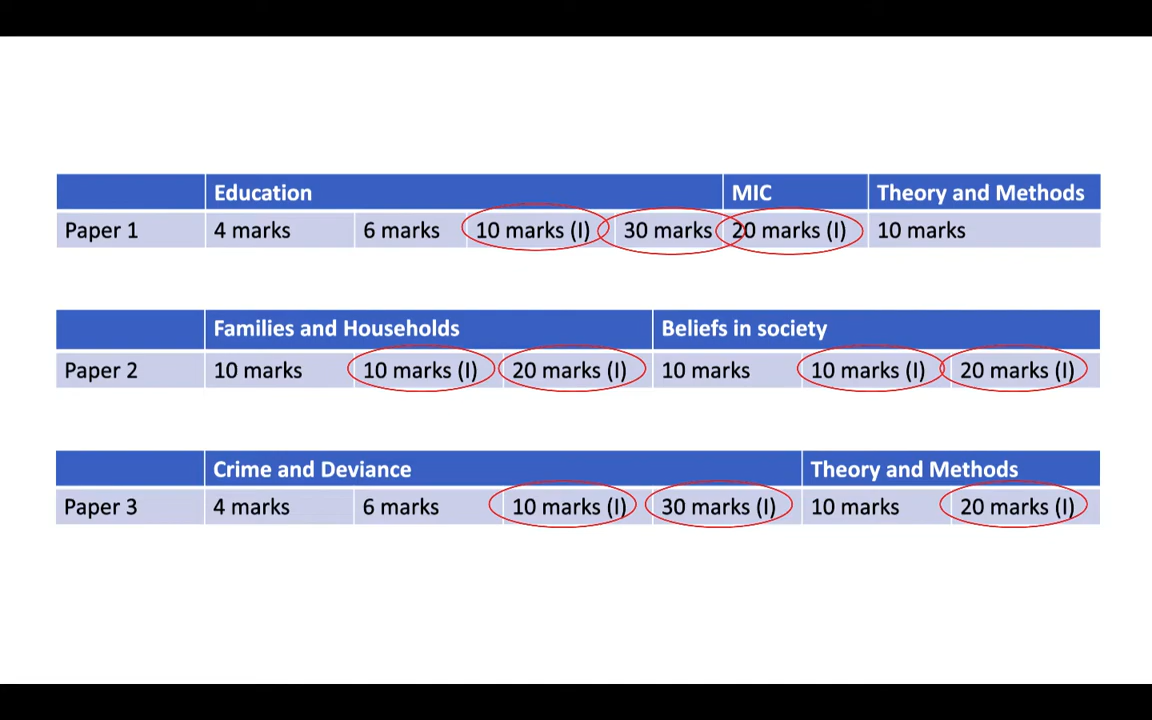 Education MIC Theory and Methods
Paper 1 4 marks 6 marks 10 marks (I) 30 marks 20 marks (I) 10 marks
Families and Households Beliefs in society
Paper 2 10 marks 10 marks (I) 20 marks (I) 10 marks 10 marks (I) 20 marks (I)
Crime and Deviance Theory and Methods
Paper 3 4 marks 6 marks 10 marks (I) 30 marks (I) 10 marks 20 marks (I)